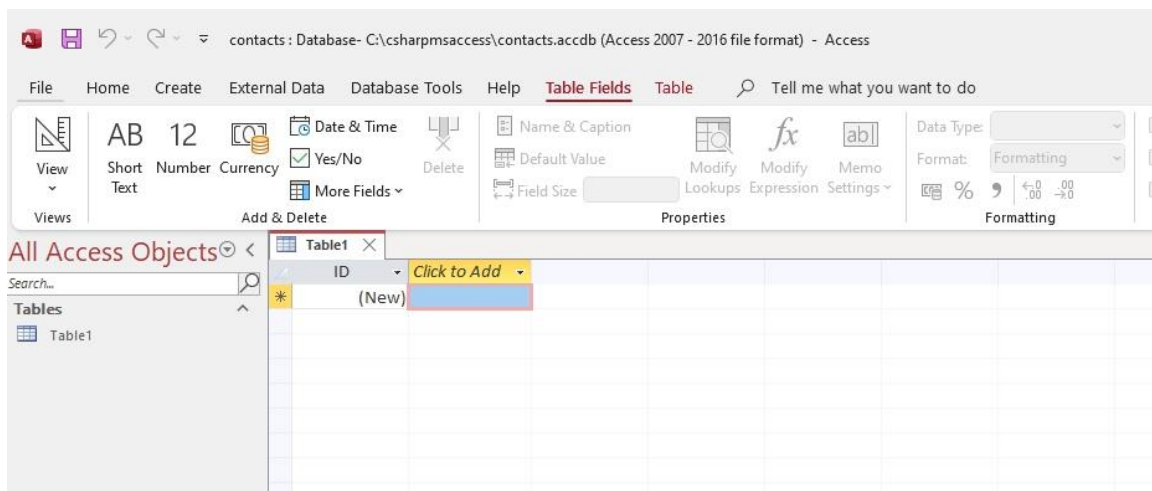 contacts : Database- C:\csharpmsaccess\contacts.accdb (Access 2007 - 2016 file format) - Access
File Home Create External Data Database Tools Help Table Fields Table Tell me what you want to do
View
Views
AB
Short Text
12
Number
Currency
Date & Time
Yes/No
More Fields
Delete
Add & Delete
Name & Caption
Default Value
Field Size
Modify Lookups
fx
Modify Expression
ab
Memo Settings
Properties
Data Type:
Format: Formatting
% 9
Formatting
All Access Objects
Search...
Tables
Table1
Table1
ID Click to Add
* (New)